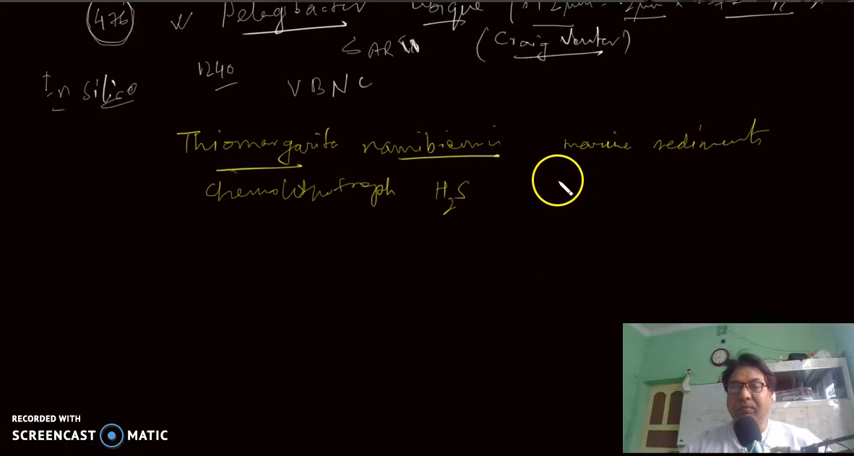 476 w Pelagibacter ubique
SAR11 (Craig Venter)
In silico 1240 VBNC
Thiomargarita namibiensis marine sediments
Chemolithotroph H₂S
RECORDED WITH
SCREENCAST MATIC